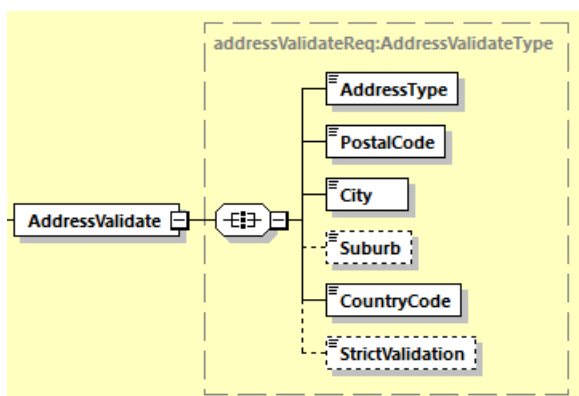 addressValidateReq:AddressValidateType
AddressType
PostalCode
City
AddressValidate
Suburb
CountryCode
StrictValidation